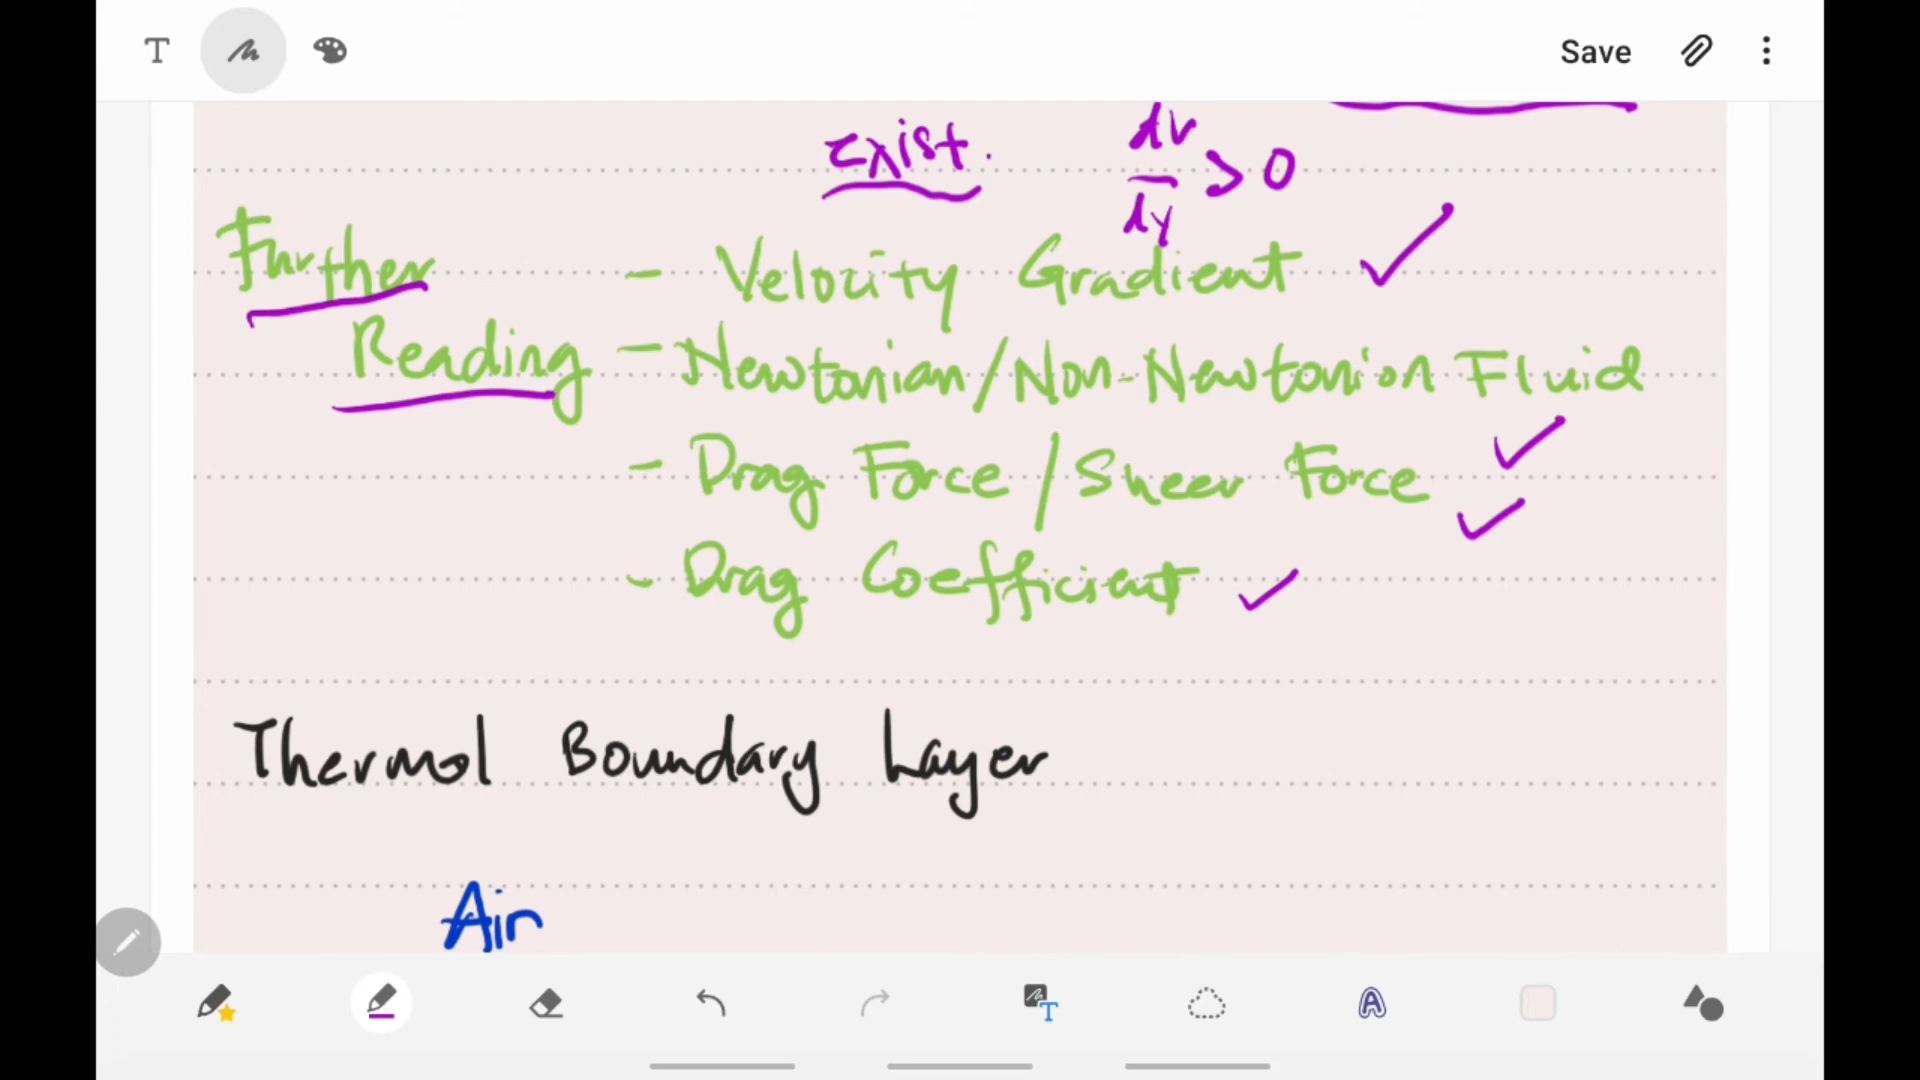 Save
Exist. dv/dy > 0
Further - Velocity Gradient
Reading - Newtonian/Non-Newtonion Fluid
- Drag Force/Sheer Force
- Drag Coefficient
Thermol Boundary Layer
Air